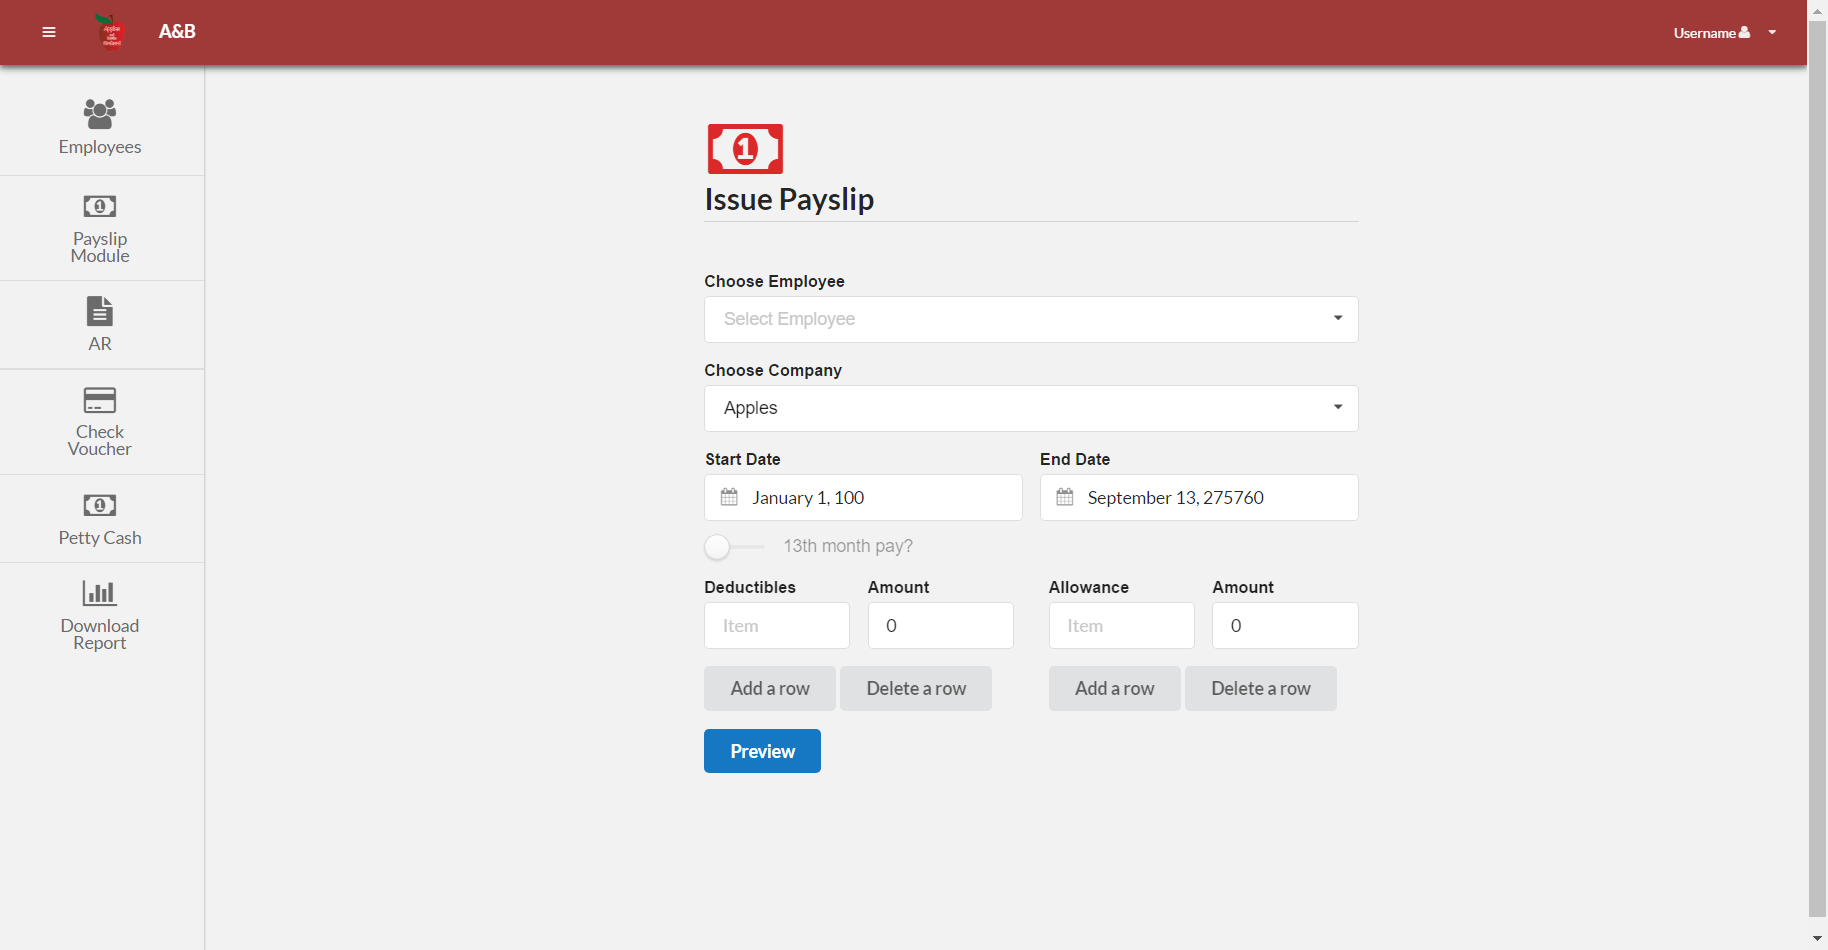 A&B
Username
Employees
Payslip
Module
AR
Check
Voucher
Petty Cash
Download
Report
Issue Payslip
Choose Employee
Select Employee
Choose Company
Apples
Start Date End Date
January 1, 100 September 13, 275760
13th month pay?
Deductibles Amount Allowance Amount
Item 0 Item 0
Add a row Delete a row Add a row Delete a row
Preview